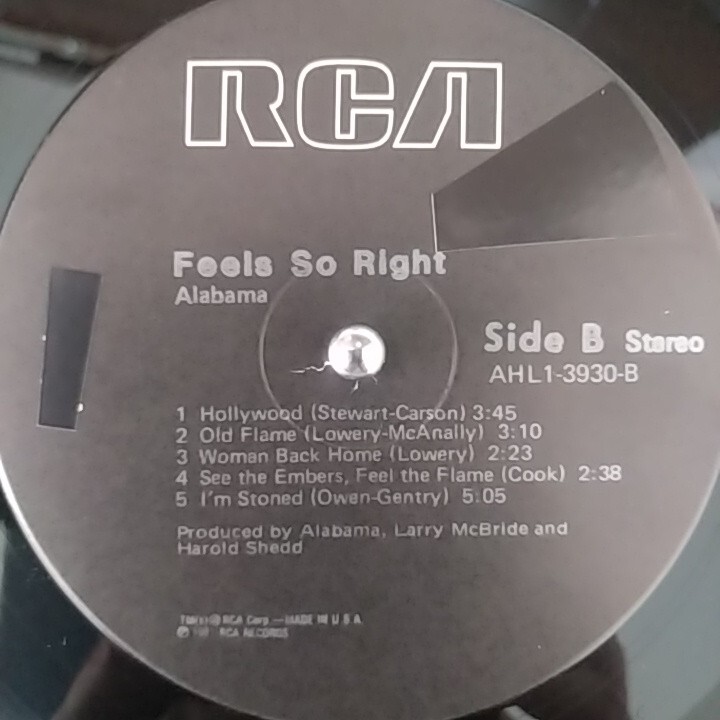 RCA
Feels So Right
Alabama
Side B Stereo
AHL1-3930-B
1 Hollywood (Stewart-Carson) 3:45
2 Old Flame (Lowery-McAnally) 3:10
3 Woman Back Home (Lowery) 2:23
4 See the Embers, Feel the Flame (Cook) 2:38
5 I'm Stoned (Owen-Gentry) 5:05
Produced by Alabama, Larry McBride and
Harold Shedd
RCA Corp.—MADE IN U S A
RCA RECORDS